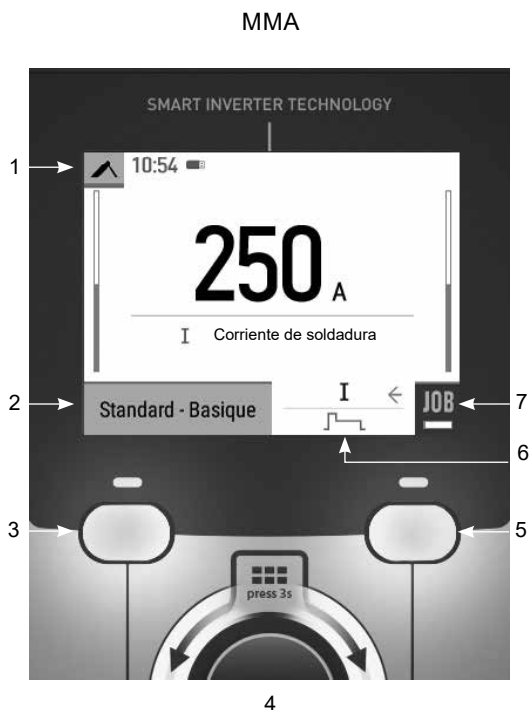 MMA
SMART INVERTER TECHNOLOGY
1
10:54
250 A
I Corriente de soldadura
2
Standard - Basique
I
JOB
7
6
3
5
press 3s
4